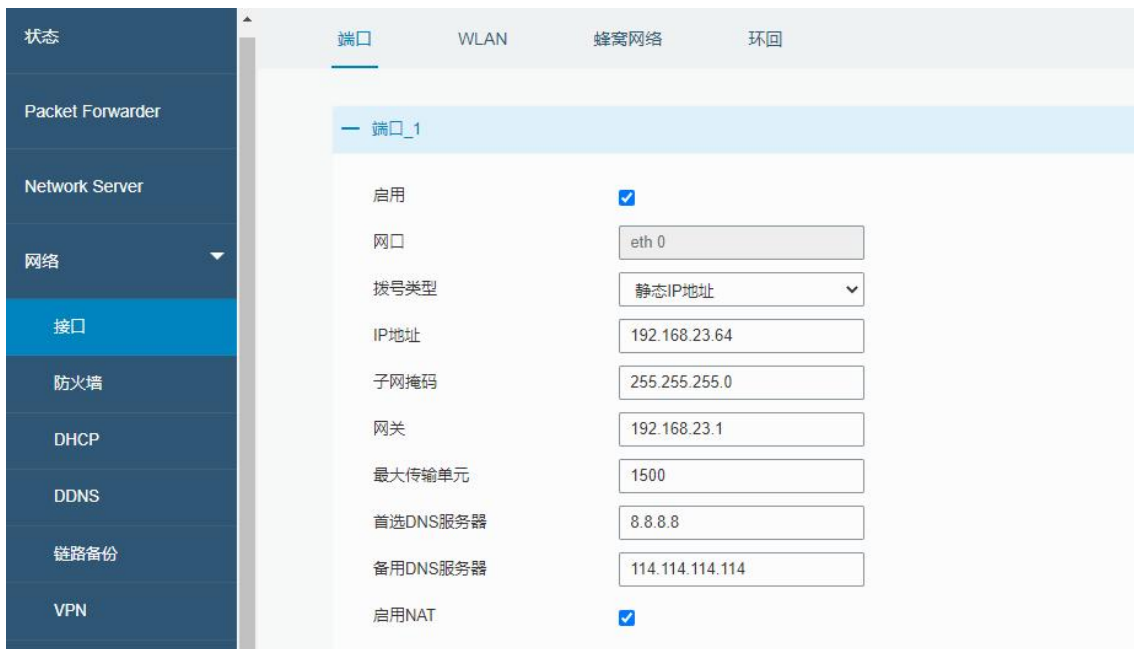 状态
Packet Forwarder
Network Server
网络
接口
防火墙
DHCP
DDNS
链路备份
VPN
端口 WLAN 蜂窝网络 环回
端口_1
启用
网口 eth 0
拨号类型 静态IP地址
IP地址 192.168.23.64
子网掩码 255.255.255.0
网关 192.168.23.1
最大传输单元 1500
首选DNS服务器 8.8.8.8
备用DNS服务器 114.114.114.114
启用NAT